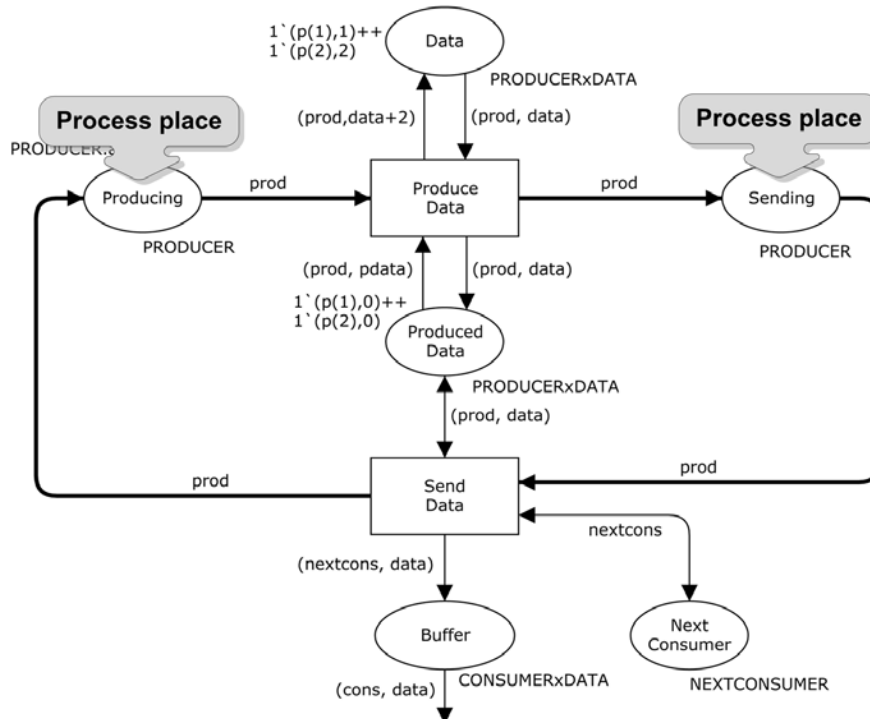 1`(p(1),1)++
1`(p(2),2)
Data
PRODUCERxDATA
Process place
Process place
(prod,data+2)
(prod, data)
Producing
prod
Produce
Data
prod
Sending
PRODUCER
PRODUCER
(prod, pdata)
(prod, data)
1`(p(1),0)++
1`(p(2),0)
Produced
Data
PRODUCERxDATA
(prod, data)
prod
Send
Data
prod
nextcons
(nextcons, data)
Buffer
Next
Consumer
CONSUMERxDATA
NEXTCONSUMER
(cons, data)